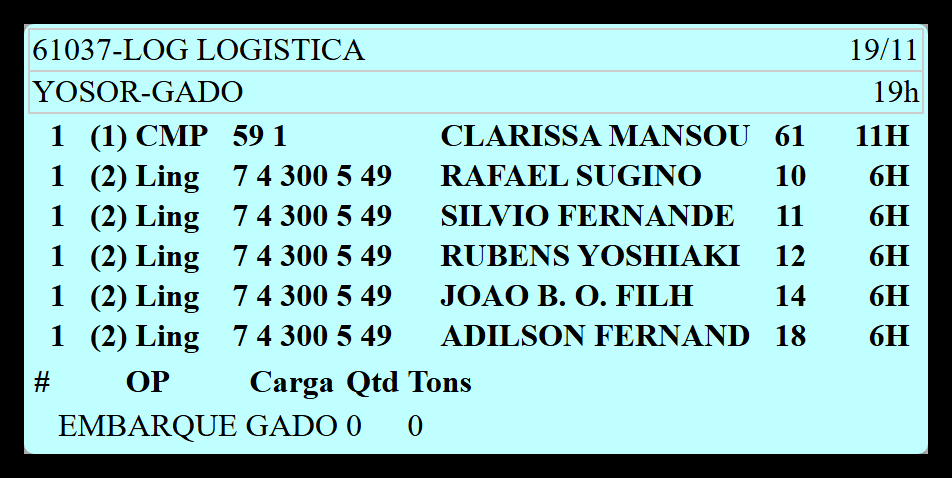 61037-LOG LOGISTICA 19/11
YOSOR-GADO 19h
1 (1) CMP 59 1 CLARISSA MANSOU 61 11H
1 (2) Ling 7 4 300 5 49 RAFAEL SUGINO 10 6H
1 (2) Ling 7 4 300 5 49 SILVIO FERNANDE 11 6H
1 (2) Ling 7 4 300 5 49 RUBENS YOSHIAKI 12 6H
1 (2) Ling 7 4 300 5 49 JOAO B. O. FILH 14 6H
1 (2) Ling 7 4 300 5 49 ADILSON FERNAND 18 6H
# OP Carga Qtd Tons
EMBARQUE GADO 0 0